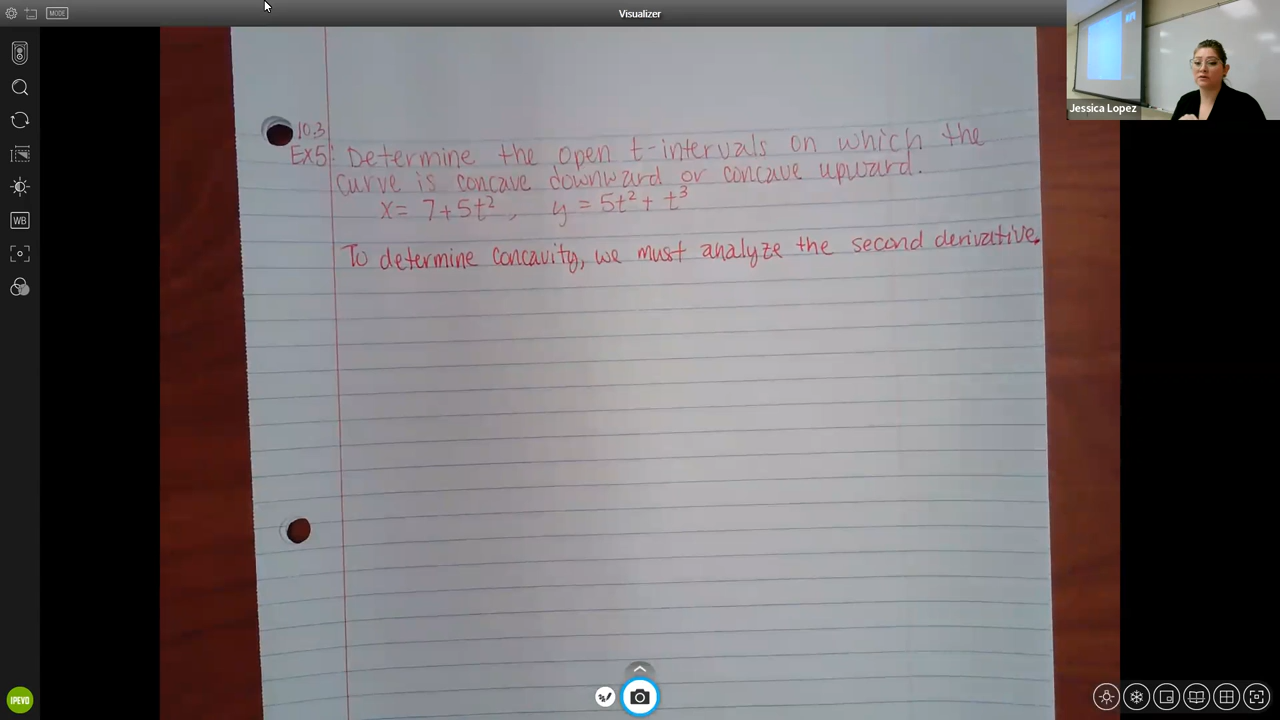 MODE
Visualizer
Jessica Lopez
WB
10.3
Ex5: Determine the open t-intervals on which the
curve is concave downward or concave upward.
x = 7+5t², y = 5t² + t³
To determine concavity, we must analyze the second derivative.
IPEVO